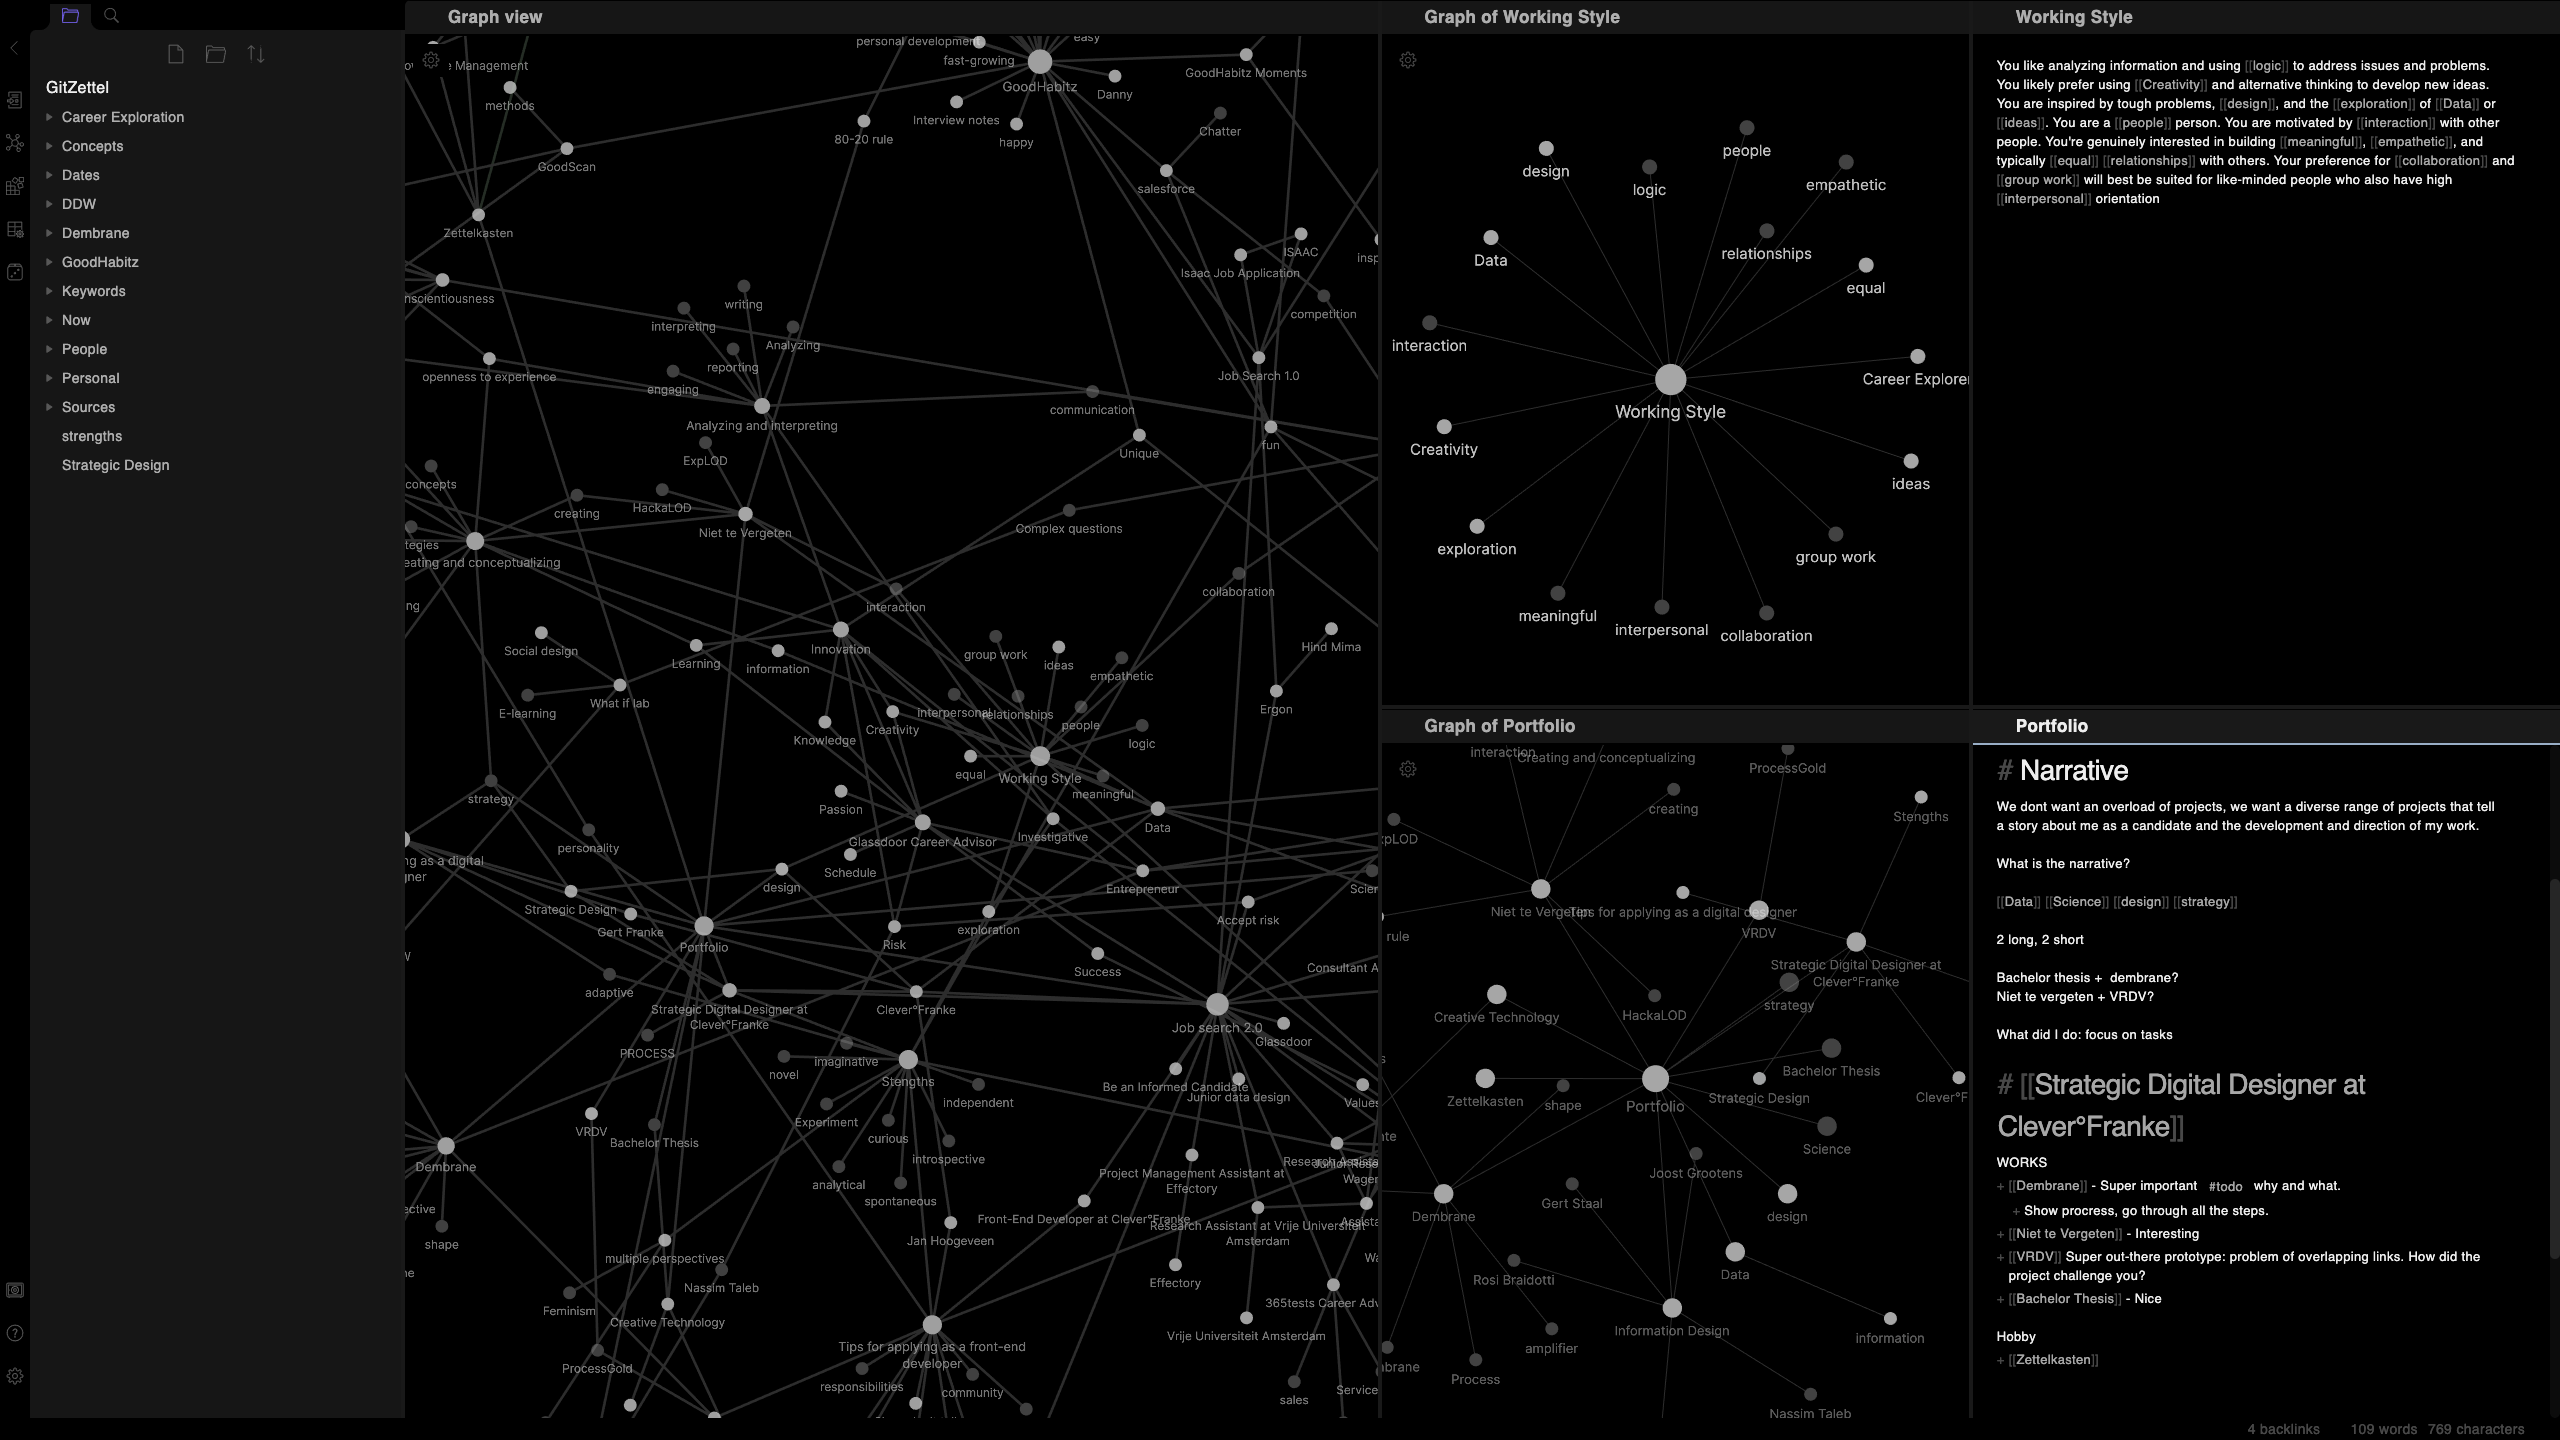 GitZettel
Career Exploration
Concepts
Dates
DDW
Dembrane
GoodHabitz
Keywords
Now
People
Personal
Sources
strengths
Strategic Design
Graph view
personal development
easy
fast-growing
Management
GoodHabitz
GoodHabitz Moments
Danny
methods
Interview notes
80-20 rule
happy
Chatter
GoodScan
salesforce
Zettelkasten
ISAAC
Isaac Job Application
insp
nscientiousness
writing
interpreting
competition
Analyzing
reporting
openness to experience
Job Search 1.0
engaging
communication
Analyzing and interpreting
fun
Unique
ExpLOD
concepts
HackaLOD
creating
Complex questions
Niet te Vergeten
tegies
eating and conceptualizing
collaboration
interaction
ng
Social design
Innovation
Learning
information
group work
ideas
Hind Mima
empathetic
E-learning
What if lab
interpersonal
relationships
Ergon
people
Creativity
Knowledge
logic
equal
Working Style
strategy
Passion
meaningful
Data
Investigative
Glassdoor Career Advisor
personality
ng as a digital
gner
Schedule
design
Entrepreneur
Scien
Strategic Design
Accept risk
Gert Franke
exploration
Portfolio
Risk
Success
Consultant A
adaptive
Strategic Digital Designer at
Clever°Franke
Clever°Franke
Job search 2.0
Glassdoor
PROCESS
imaginative
novel
Stengths
Be an Informed Candidate
Junior data design
independent
Values
Experiment
VRDV
Bachelor Thesis
curious
introspective
Dembrane
Project Management Assistant at
Effectory
Research Assista
Wager
analytical
spontaneous
ective
Front-End Developer at Clever°Franke
Research Assistant at Vrije Universiteit
Amsterdam
Assista
Jan Hoogeveen
shape
multiple perspectives
Wa
Effectory
Nassim Taleb
Feminism
365tests Career Adv
Creative Technology
Vrije Universiteit Amsterdam
Tips for applying as a front-end
developer
ProcessGold
responsibilities
community
sales
Service
Graph of Working Style
people
design
empathetic
logic
relationships
Data
equal
interaction
Career Explorer
Working Style
Creativity
ideas
exploration
group work
meaningful
interpersonal
collaboration
Graph of Portfolio
interaction
Creating and conceptualizing
ProcessGold
creating
Stengths
xpLOD
Niet te Vergeten
Tips for applying as a digital designer
rule
VRDV
Strategic Digital Designer at
Clever°Franke
strategy
Creative Technology
HackaLOD
Bachelor Thesis
Zettelkasten
shape
Portfolio
Strategic Design
Clever°F
Science
Joost Grootens
Gert Staal
Dembrane
design
Rosi Braidotti
Data
Information Design
information
amplifier
brane
Process
Nassim Taleb
Working Style
You like analyzing information and using [[logic]] to address issues and problems.
You likely prefer using [[Creativity]] and alternative thinking to develop new ideas.
You are inspired by tough problems, [[design]], and the [[exploration]] of [[Data]] or
[[ideas]]. You are a [[people]] person. You are motivated by [[interaction]] with other
people. You're genuinely interested in building [[meaningful]], [[empathetic]], and
typically [[equal]] [[relationships]] with others. Your preference for [[collaboration]] and
[[group work]] will best be suited for like-minded people who also have high
[[interpersonal]] orientation
Portfolio
# Narrative
We dont want an overload of projects, we want a diverse range of projects that tell
a story about me as a candidate and the development and direction of my work.
What is the narrative?
[[Data]] [[Science]] [[design]] [[strategy]]
2 long, 2 short
Bachelor thesis + dembrane?
Niet te vergeten + VRDV?
What did I do: focus on tasks
# [[Strategic Digital Designer at
Clever°Franke]]
WORKS
+ [[Dembrane]] - Super important #todo why and what.
+ Show procress, go through all the steps.
+ [[Niet te Vergeten]] - Interesting
+ [[VRDV]] Super out-there prototype: problem of overlapping links. How did the
project challenge you?
+ [[Bachelor Thesis]] - Nice
Hobby
+ [[Zettelkasten]]
4 backlinks 109 words 769 characters